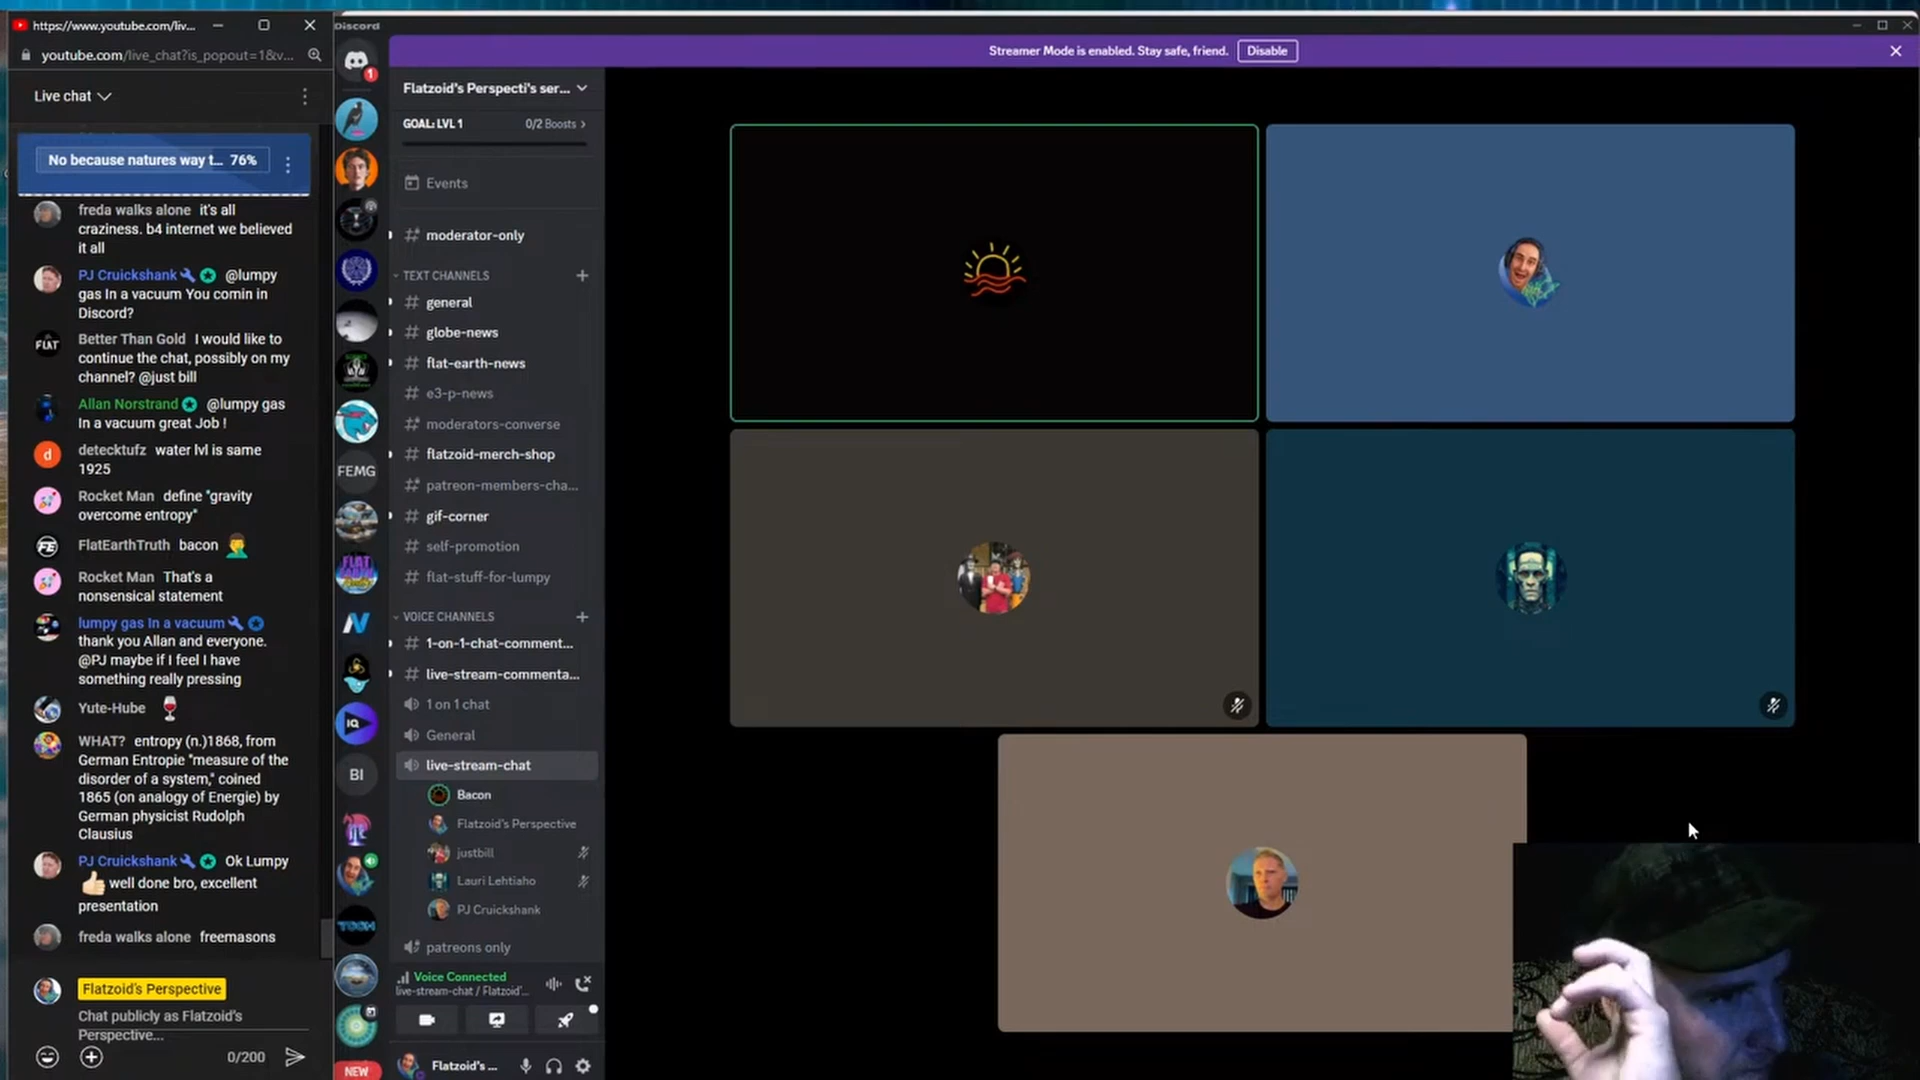 https://www.youtube.com/liv...
youtube.com/live_chat?is_popout=1&v...
Live chat
No because natures way t... 76%
freda walks alone it's all
craziness. b4 internet we believed
it all
PJ Cruickshank @lumpy
gas In a vacuum You comin in
Discord?
FLAT
Better Than Gold I would like to
continue the chat, possibly on my
channel? @just bill
Allan Norstrand @lumpy gas
In a vacuum great Job !
d
detecktufz water lvl is same
1925
Rocket Man define "gravity
overcome entropy"
FE
FlatEarthTruth bacon
Rocket Man That's a
nonsensical statement
lumpy gas In a vacuum
thank you Allan and everyone.
@PJ maybe if I feel I have
something really pressing
Yute-Hube
WHAT? entropy (n.)1868, from
German Entropie "measure of the
disorder of a system," coined
1865 (on analogy of Energie) by
German physicist Rudolph
Clausius
PJ Cruickshank Ok Lumpy
well done bro, excellent
presentation
freda walks alone freemasons
Flatzoid's Perspective
Chat publicly as Flatzoid's
Perspective...
0/200
Discord
1
FEMG
IQ
BI
NEW
Streamer Mode is enabled. Stay safe, friend. Disable
Flatzoid's Perspecti's ser...
GOAL: LVL 1 0/2 Boosts
Events
moderator-only
TEXT CHANNELS
general
globe-news
flat-earth-news
e3-p-news
moderators-converse
flatzoid-merch-shop
patreon-members-cha...
gif-corner
self-promotion
flat-stuff-for-lumpy
VOICE CHANNELS
1-on-1-chat-comment...
live-stream-commenta...
1 on 1 chat
General
live-stream-chat
Bacon
Flatzoid's Perspective
justbill
Lauri Lehtiaho
PJ Cruickshank
patreons only
Voice Connected
live-stream-chat / Flatzoid'...
Flatzoid's ...